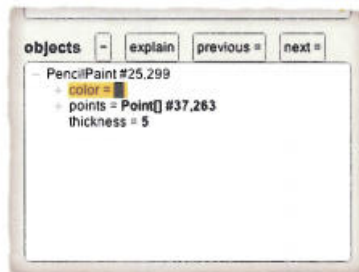 objects - explain previous = next =
PencilPaint #25,299
color =
points = Point[] #37,263
thickness = 5